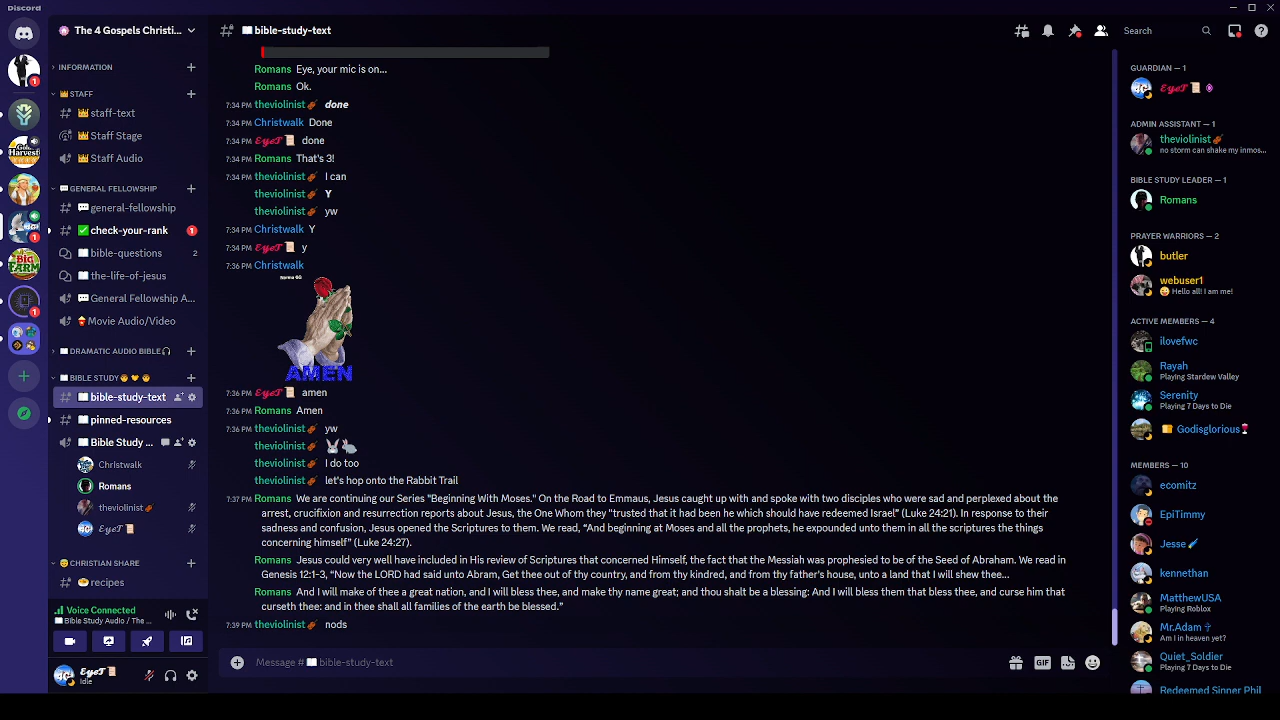 Discord
The 4 Gospels Christi...
INFORMATION
STAFF
staff-text
Staff Stage
Staff Audio
GENERAL FELLOWSHIP
general-fellowship
check-your-rank 1
bible-questions 2
the-life-of-jesus
General Fellowship A...
Movie Audio/Video
DRAMATIC AUDIO BIBLE
BIBLE STUDY
bible-study-text
pinned-resources
Bible Study ...
Christwalk
Romans
theviolinist
EyeT
CHRISTIAN SHARE
recipes
Voice Connected
Bible Study Audio / The ...
EyeT
Idle
bible-study-text
Search
Romans Eye, your mic is on...
Romans Ok.
7:34 PM theviolinist done
7:34 PM Christwalk Done
7:34 PM EyeT done
7:34 PM Romans That's 3!
7:34 PM theviolinist I can
theviolinist Y
theviolinist yw
7:34 PM Christwalk Y
7:34 PM EyeT y
7:36 PM Christwalk
AMEN
7:36 PM EyeT amen
7:36 PM Romans Amen
7:36 PM theviolinist yw
theviolinist
theviolinist I do too
theviolinist let's hop onto the Rabbit Trail
7:37 PM Romans We are continuing our Series "Beginning With Moses." On the Road to Emmaus, Jesus caught up with and spoke with two disciples who were sad and perplexed about the
arrest, crucifixion and resurrection reports about Jesus, the One Whom they “trusted that it had been he which should have redeemed Israel” (Luke 24:21). In response to their
sadness and confusion, Jesus opened the Scriptures to them. We read, “And beginning at Moses and all the prophets, he expounded unto them in all the scriptures the things
concerning himself” (Luke 24:27).
Romans Jesus could very well have included in His review of Scriptures that concerned Himself, the fact that the Messiah was prophesied to be of the Seed of Abraham. We read in
Genesis 12:1-3, “Now the LORD had said unto Abram, Get thee out of thy country, and from thy kindred, and from thy father's house, unto a land that I will shew thee...
Romans And I will make of thee a great nation, and I will bless thee, and make thy name great; and thou shalt be a blessing: And I will bless them that bless thee, and curse him that
curseth thee: and in thee shall all families of the earth be blessed.”
7:39 PM theviolinist nods
Message # bible-study-text
GIF
GUARDIAN — 1
EyeT
ADMIN ASSISTANT — 1
theviolinist
no storm can shake my inmos...
BIBLE STUDY LEADER — 1
Romans
PRAYER WARRIORS — 2
butler
webuser1
Hello all! I am me!
ACTIVE MEMBERS — 4
ilovefwc
Rayah
Playing Stardew Valley
Serenity
Playing 7 Days to Die
Godisglorious
MEMBERS — 10
ecomitz
EpiTimmy
Jesse
kennethan
MatthewUSA
Playing Roblox
Mr.Adam
Am I in heaven yet?
Quiet_Soldier
Playing 7 Days to Die
Redeemed Sinner Phil